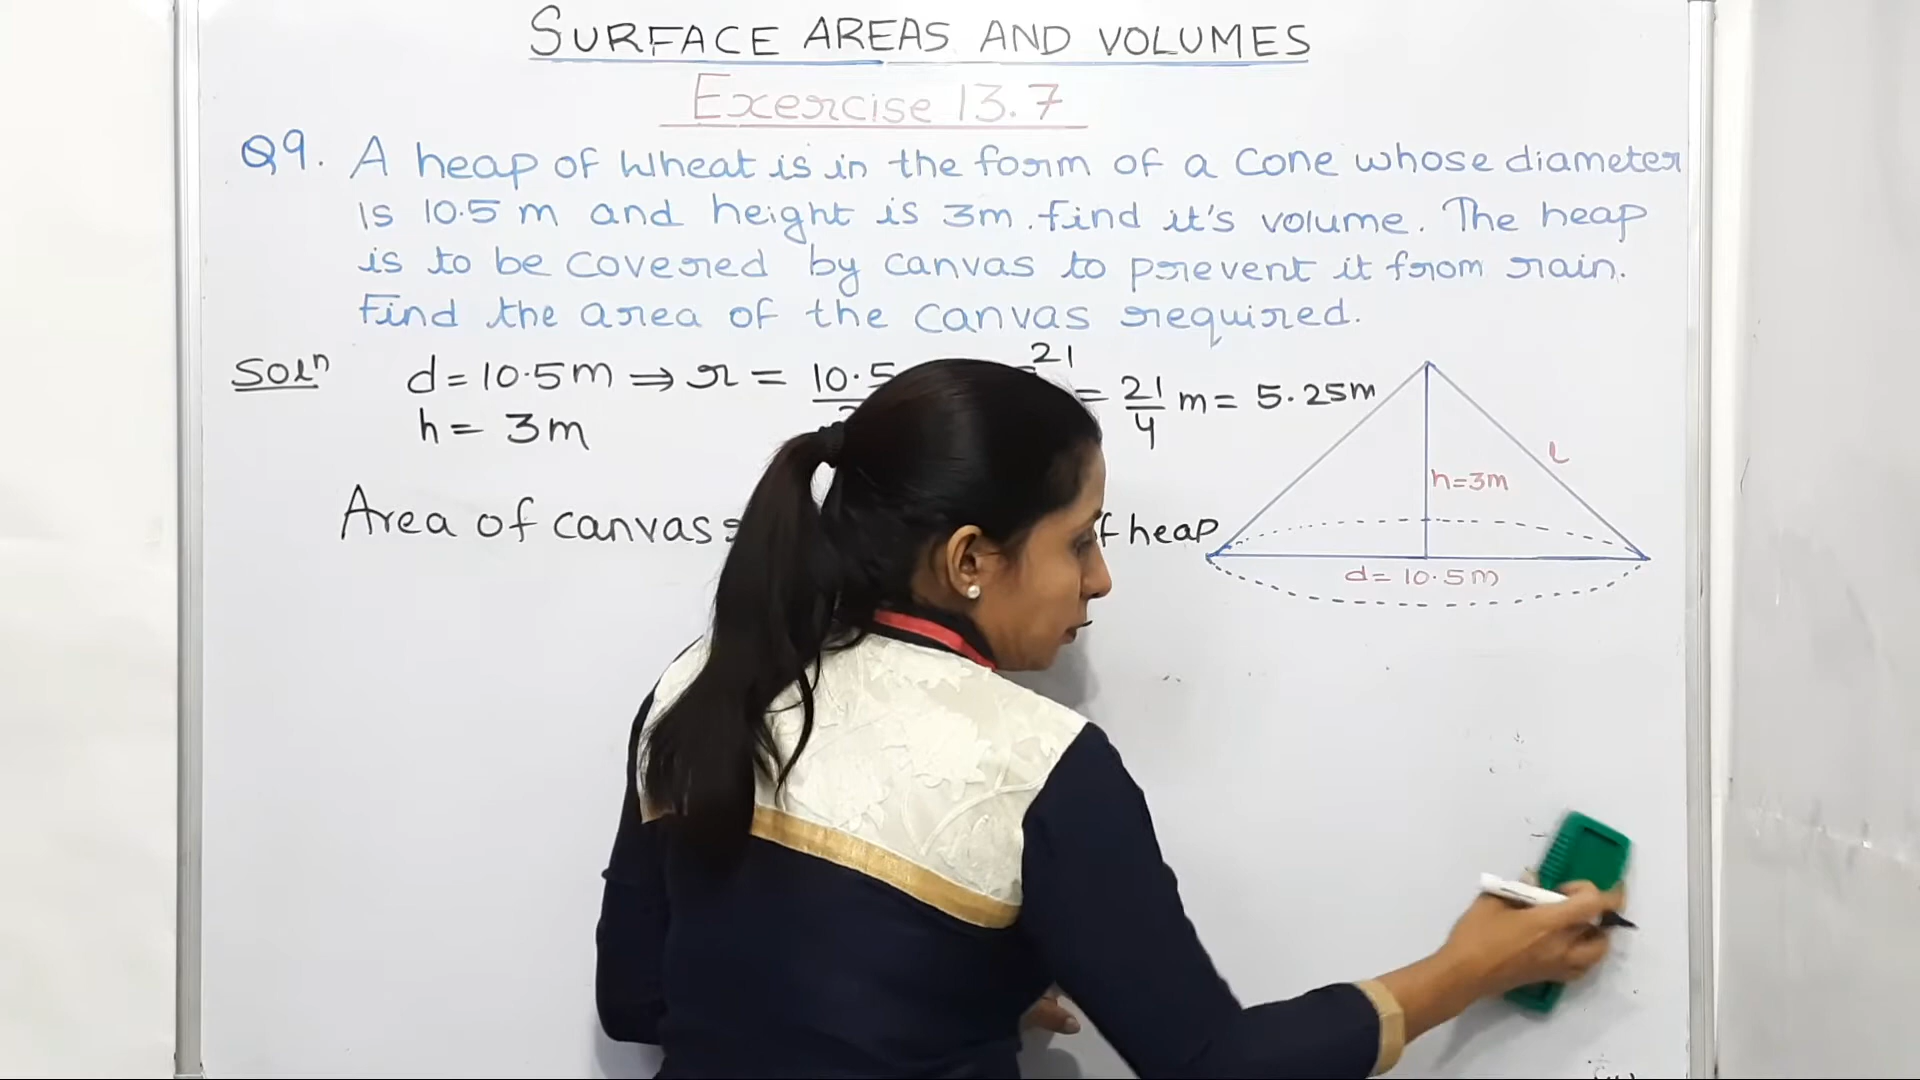 SURFACE AREAS AND VOLUMES
Exercise 13.7
Q9. A heap of Wheat is in the form of a cone whose diameter
is 10.5 m and height is 3m. find it's volume. The heap
is to be covered by canvas to prevent it from rain.
Find the area of the canvas required.
Solⁿ d = 10.5m ⇒ r = 10.5 21 = 21/4 m = 5.25m
h = 3m
l
h=3m
Area of canvas f heap
d= 10.5m